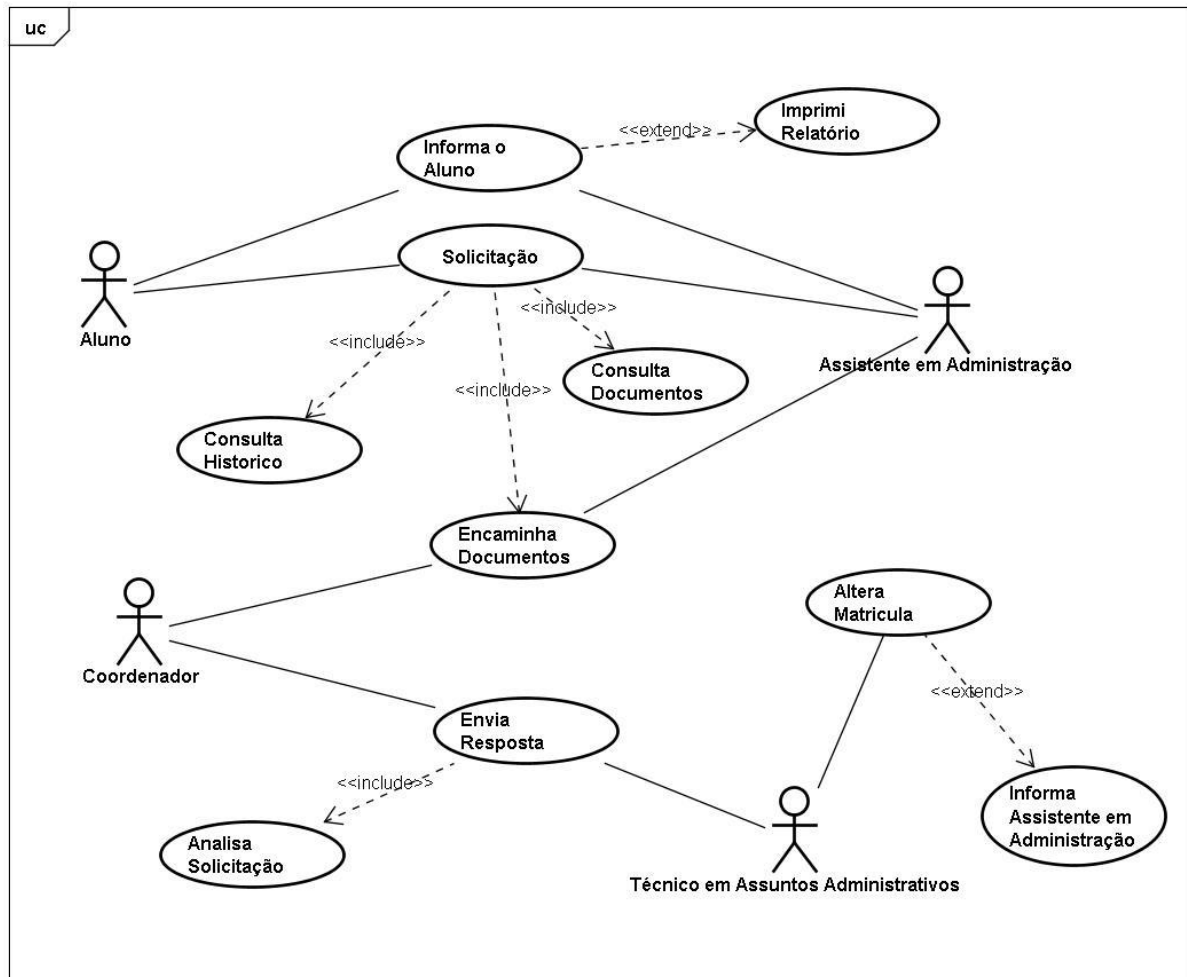 uc
Imprimi
Relatório
<<extend>>
Informa o
Aluno
Solicitação
<<include>>
<<include>>
<<include>>
Aluno
Assistente em Administração
Consulta
Documentos
Consulta
Historico
Encaminha
Documentos
Altera
Matricula
Coordenador
<<extend>>
Envia
Resposta
<<include>>
Informa
Assistente em
Administração
Analisa
Solicitação
Técnico em Assuntos Administrativos